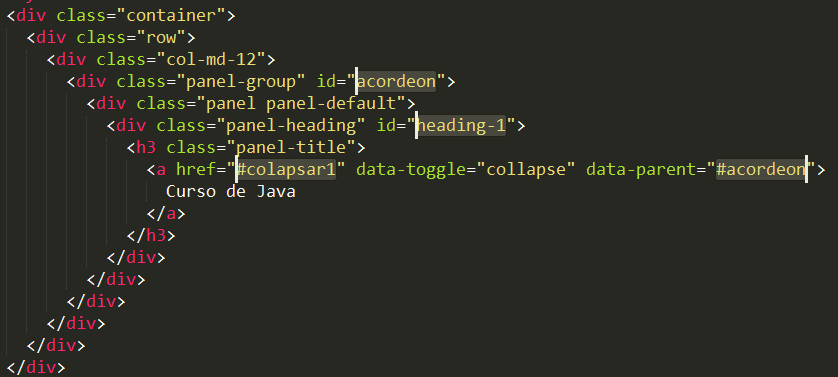 <div class="container">
<div class="row">
<div class="col-md-12">
<div class="panel-group" id="acordeon">
<div class="panel panel-default">
<div class="panel-heading" id="heading-1">
<h3 class="panel-title">
<a href="#colapsar1" data-toggle="collapse" data-parent="#acordeon">
Curso de Java
</a>
</h3>
</div>
</div>
</div>
</div>
</div>
</div>